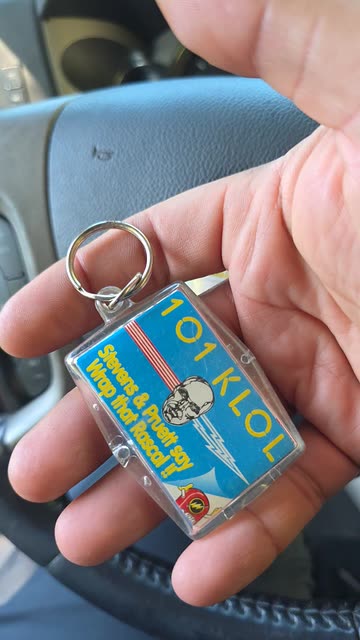 101 KLOL
Stevens & Pruett say
Wrap that Rascal !!